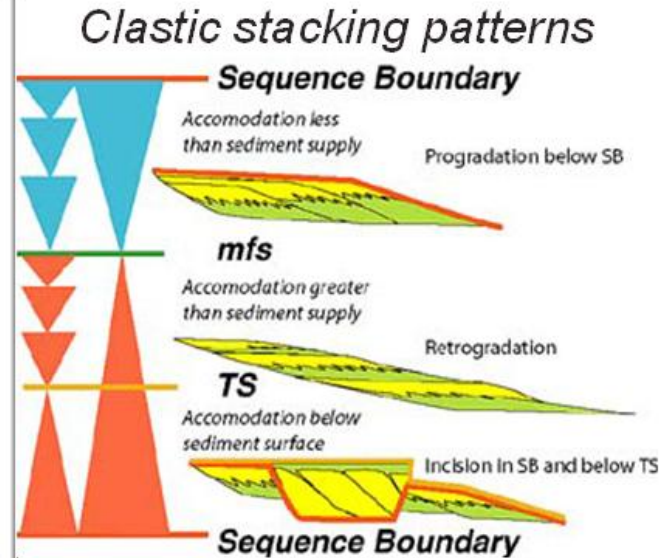 Clastic stacking patterns
Sequence Boundary
Accomodation less
than sediment supply
Progradation below SB
mfs
Accomodation greater
than sediment supply
Retrogradation
TS
Accomodation below
sediment surface
Incision in SB and below TS
Sequence Boundary